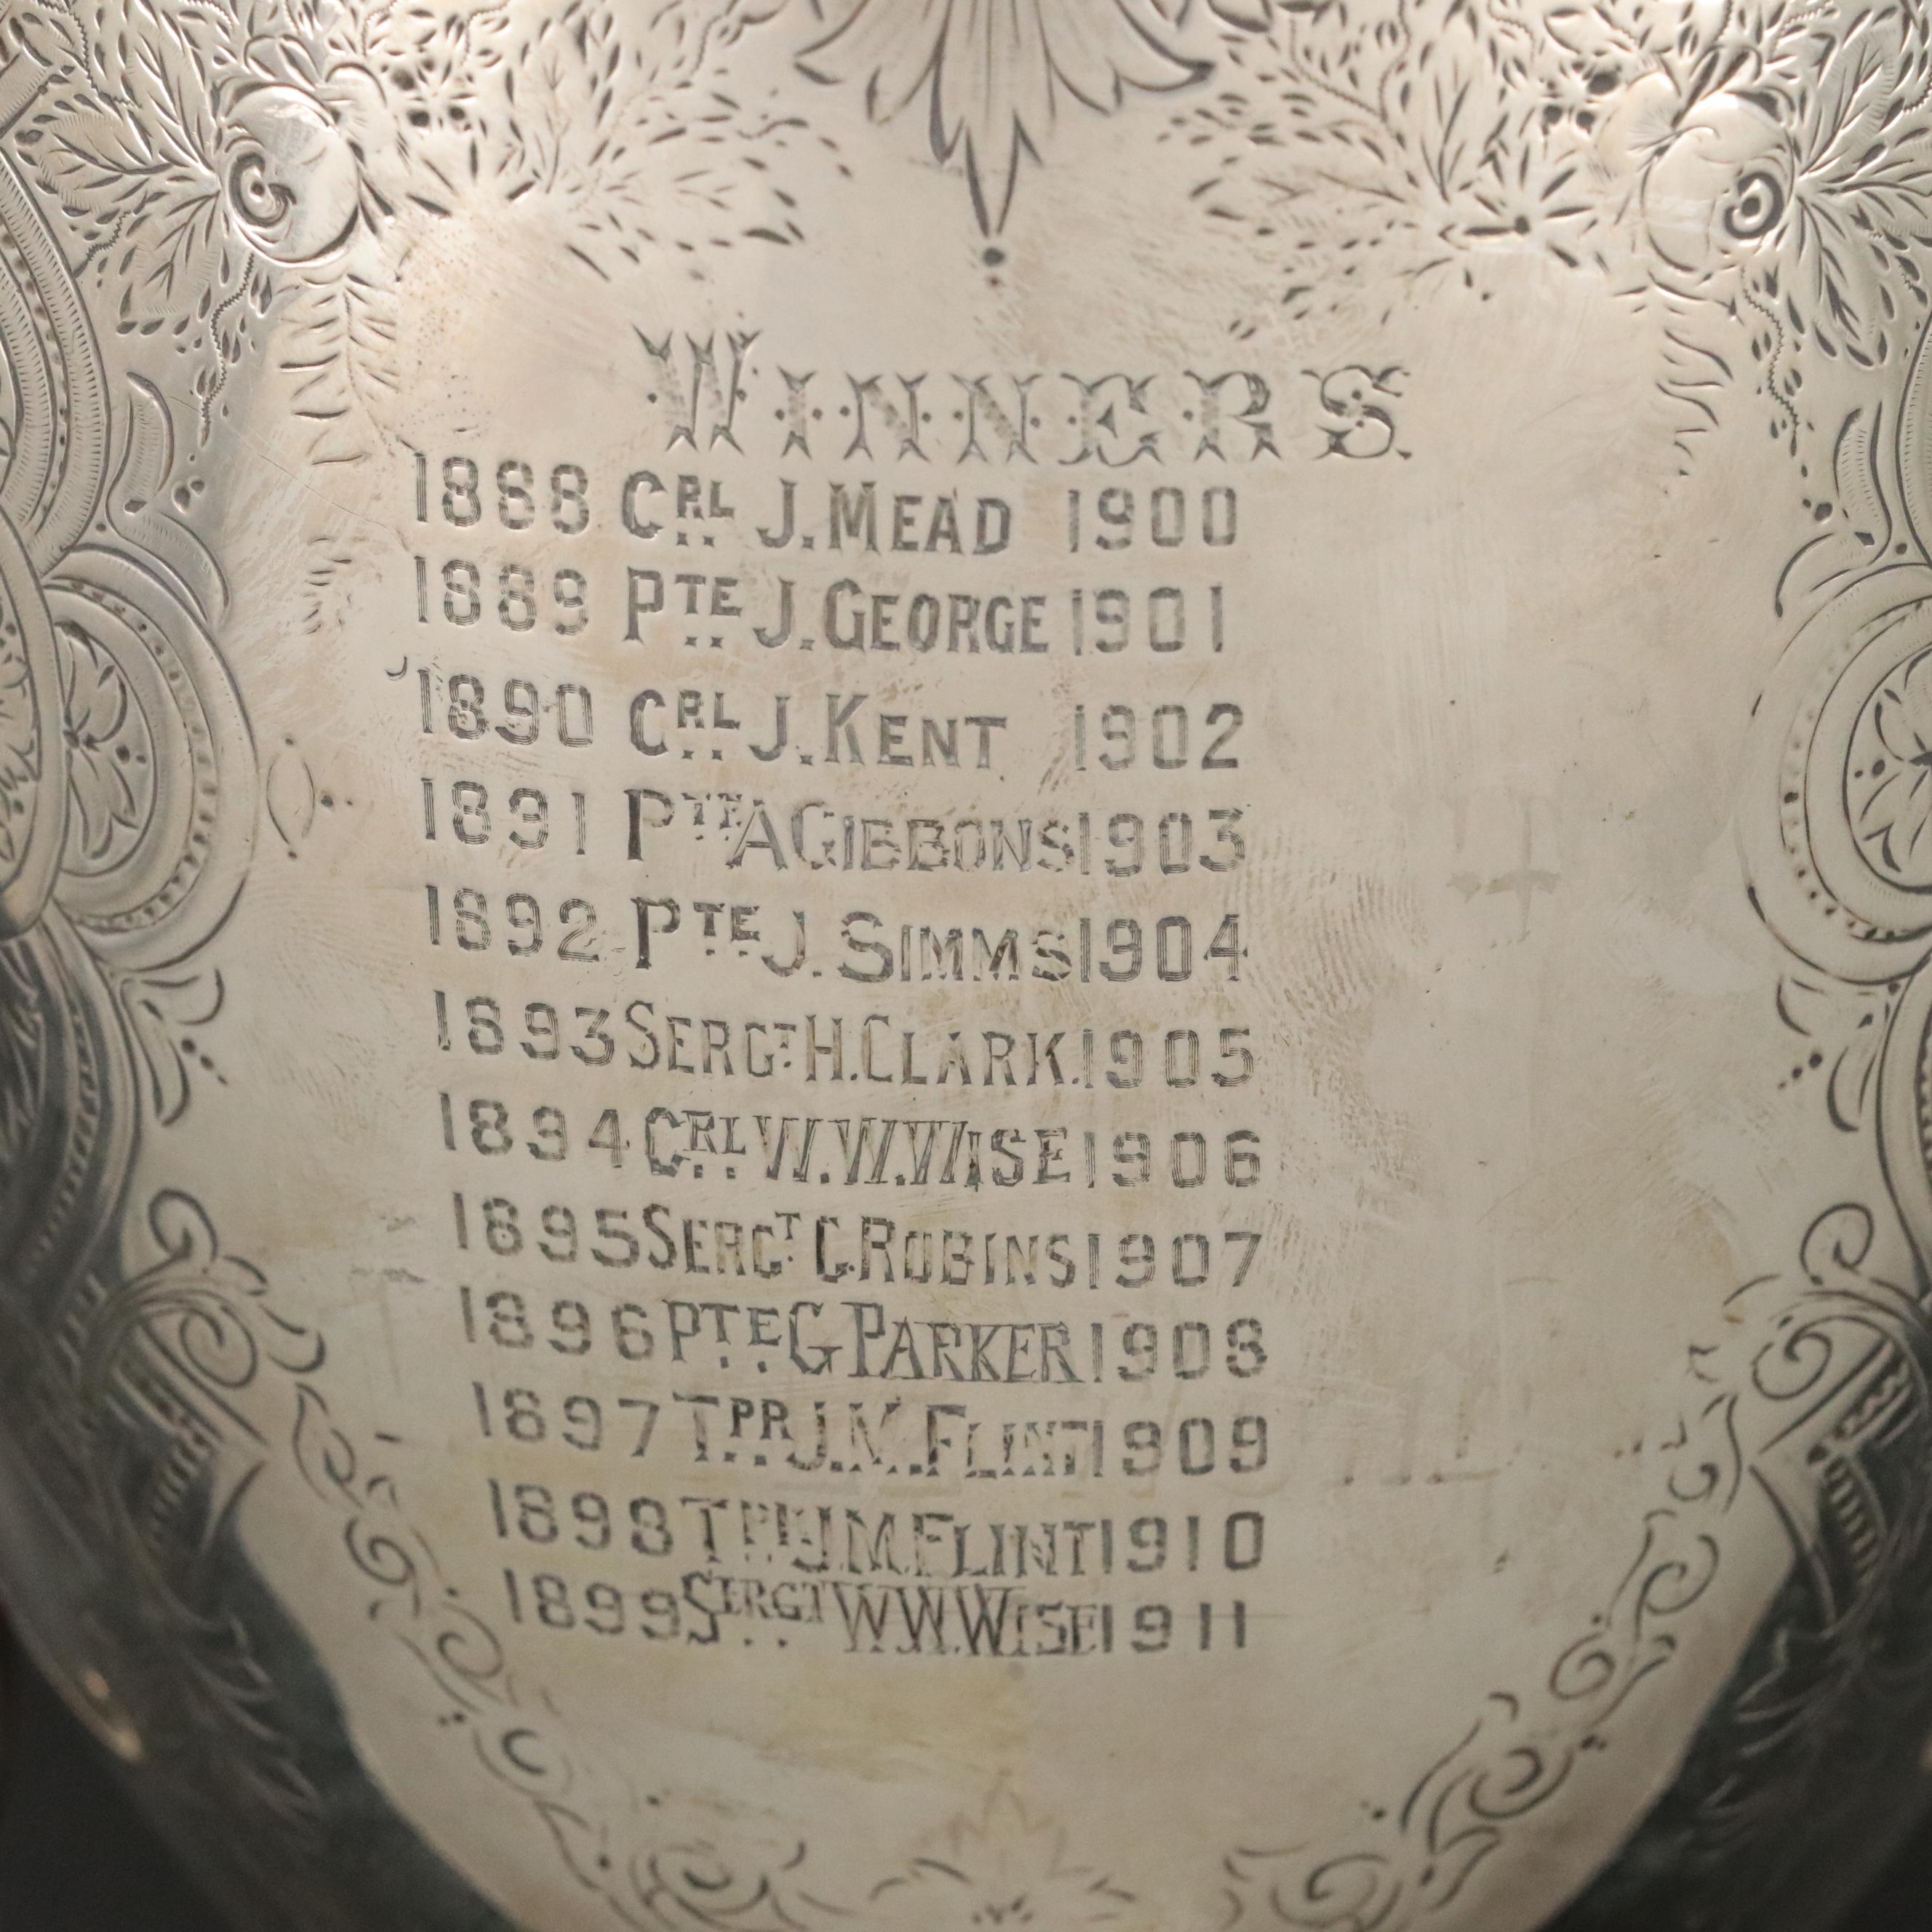 WINNERS.
1888 CRL J. MEAD 1900
1889 PTE J. GEORGE 1901
1890 CRL J. KENT 1902
1891 PTE A GIBBONS 1903
1892 PTE J. SIMMS 1904
1893 SERGT H. CLARK. 1905
1894 CRL W. W. WISE 1906
1895 SERGT C. ROBINS 1907
1896 PTE G PARKER 1908
1897 TPR J. M. FLINT 1909
1898 TPR J. M. FLINT 1910
1899 SERGT W. W. WISE 1911